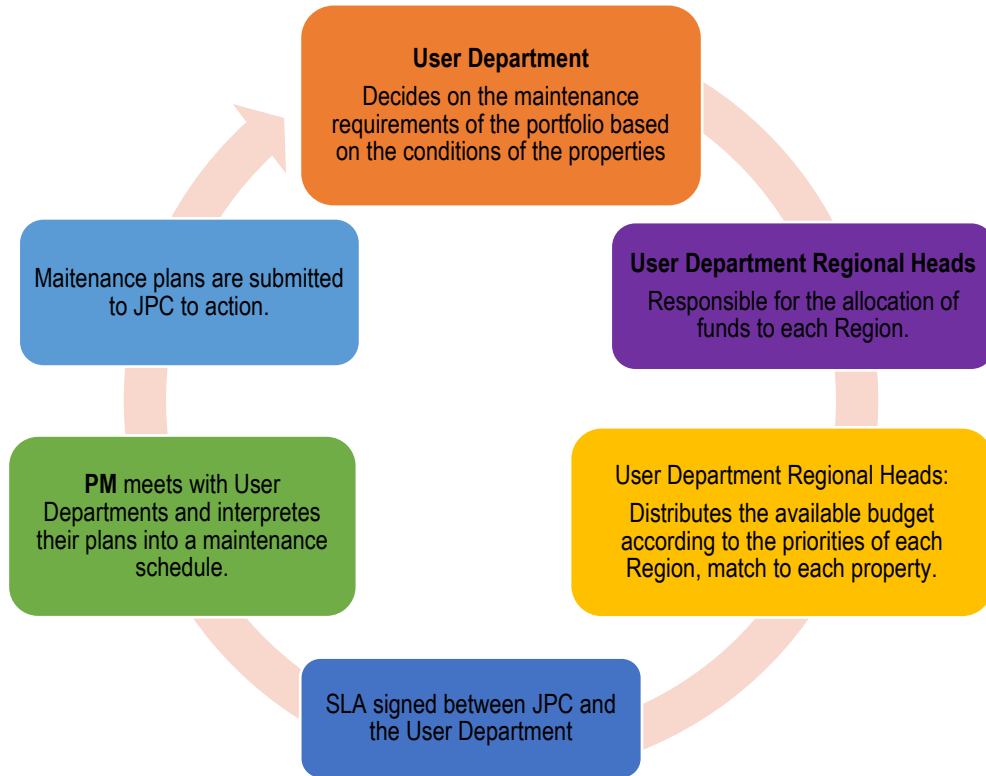 User Department
Decides on the maintenance
requirements of the portfolio based
on the conditions of the properties
User Department Regional Heads
Responsible for the allocation of
funds to each Region.
User Department Regional Heads:
Distributes the available budget
according to the priorities of each
Region, match to each property.
SLA signed between JPC and
the User Department
PM meets with User
Departments and interpretes
their plans into a maintenance
schedule.
Maitenance plans are submitted
to JPC to action.